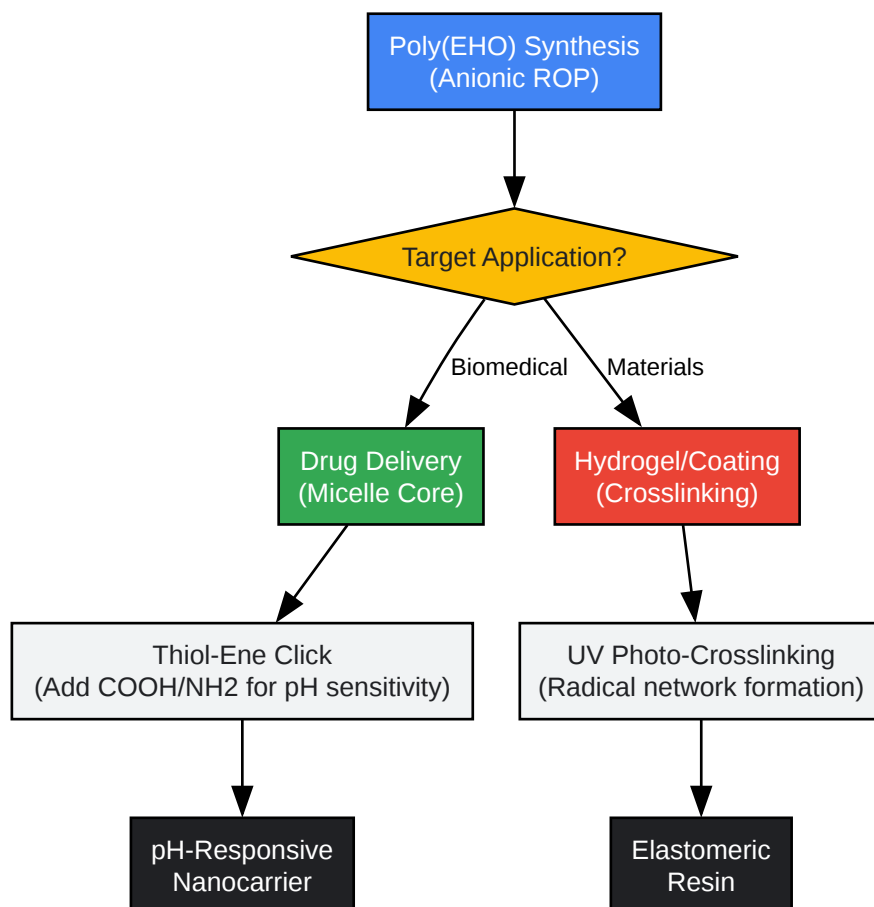 Poly(EHO) Synthesis
(Anionic ROP)
Target Application?
Biomedical
Materials
Drug Delivery
(Micelle Core)
Hydrogel/Coating
(Crosslinking)
Thiol-Ene Click
(Add COOH/NH2 for pH sensitivity)
UV Photo-Crosslinking
(Radical network formation)
pH-Responsive
Nanocarrier
Elastomeric
Resin